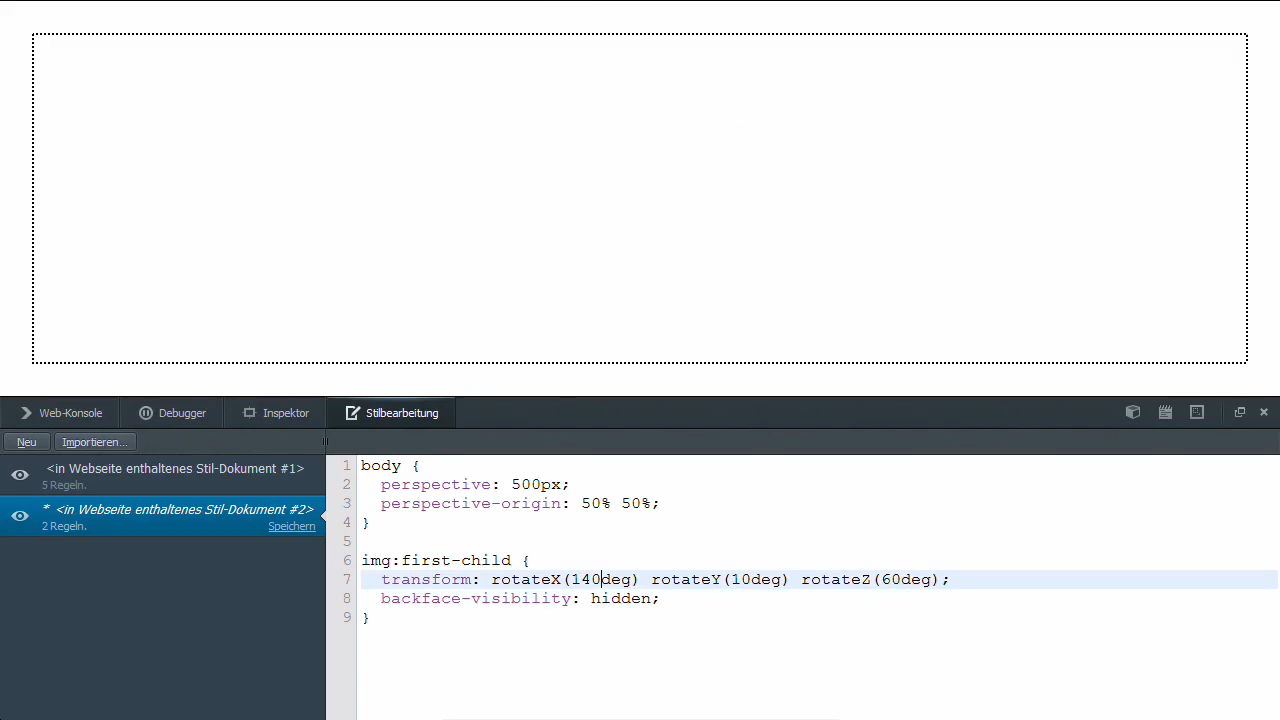 Web-Konsole Debugger Inspektor Stilbearbeitung
Neu Importieren...
<in Webseite enthaltenes Stil-Dokument #1>
5 Regeln.
* <in Webseite enthaltenes Stil-Dokument #2>
2 Regeln. Speichern
1 body {
2 perspective: 500px;
3 perspective-origin: 50% 50%;
4 }
5
6 img:first-child {
7 transform: rotateX(140deg) rotateY(10deg) rotateZ(60deg);
8 backface-visibility: hidden;
9 }